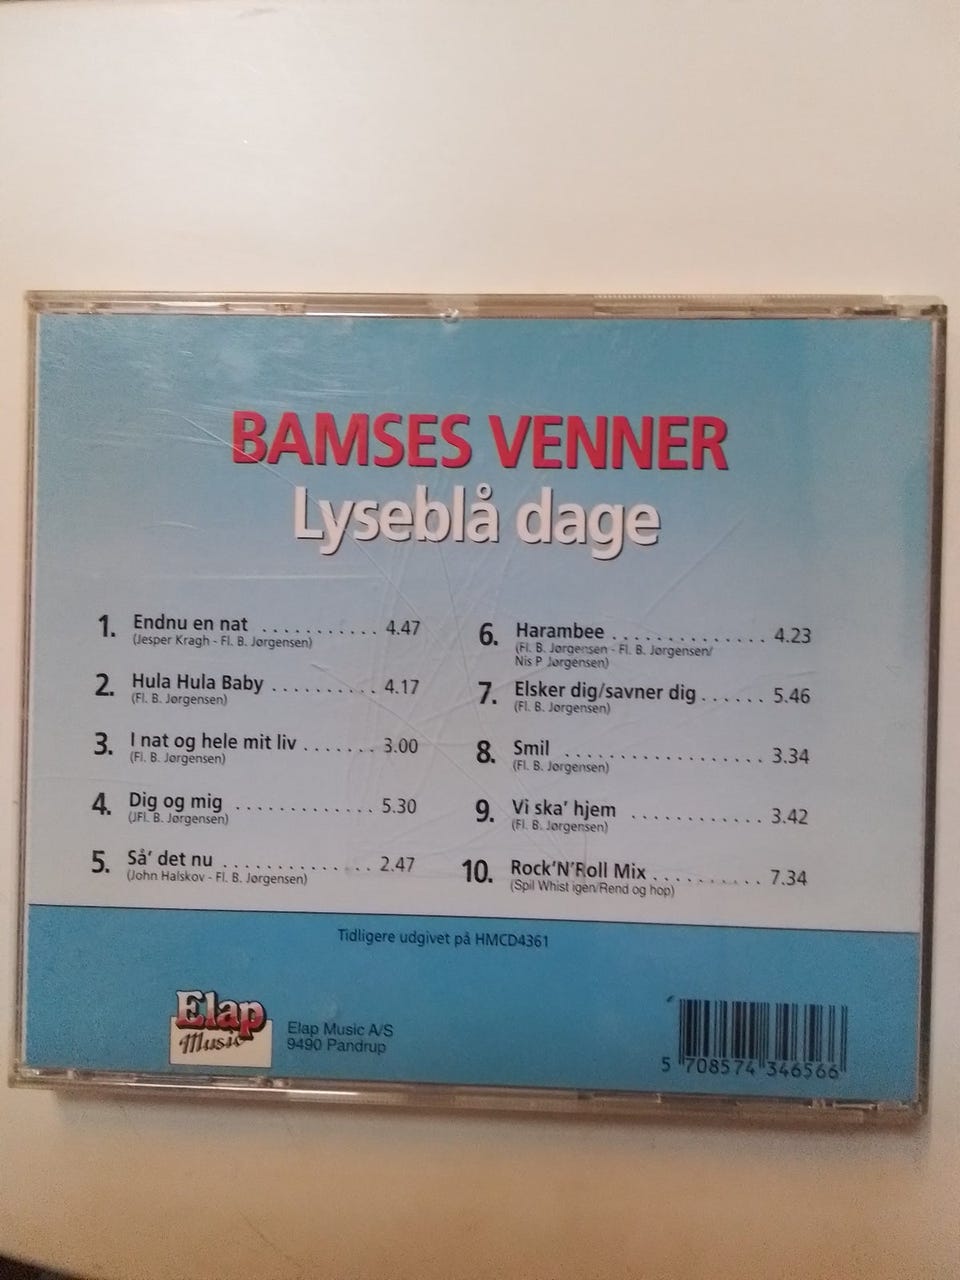 BAMSES VENNER
Lyseblå dage
1. Endnu en nat ........... 4.47
(Jesper Kragh - Fl. B. Jørgensen)
2. Hula Hula Baby .......... 4.17
(Fl. B. Jørgensen)
3. I nat og hele mit liv ....... 3.00
(Fl. B. Jørgensen)
4. Dig og mig ............. 5.30
(JFl. B. Jørgensen)
5. Så' det nu .............. 2.47
(John Halskov - Fl. B. Jørgensen)
6. Harambee .............. 4.23
(Fl. B. Jørgensen - Fl. B. Jørgensen/
Nis P Jørgensen)
7. Elsker dig/savner dig ...... 5.46
(Fl. B. Jørgensen)
8. Smil .................. 3.34
(Fl. B. Jørgensen)
9. Vi ska' hjem ............ 3.42
(Fl. B. Jørgensen)
10. Rock'N'Roll Mix .......... 7.34
(Spil Whist igen/Rend og hop)
Tidligere udgivet på HMCD4361
Elap
Music
Elap Music A/S
9490 Pandrup
5 708574 346566